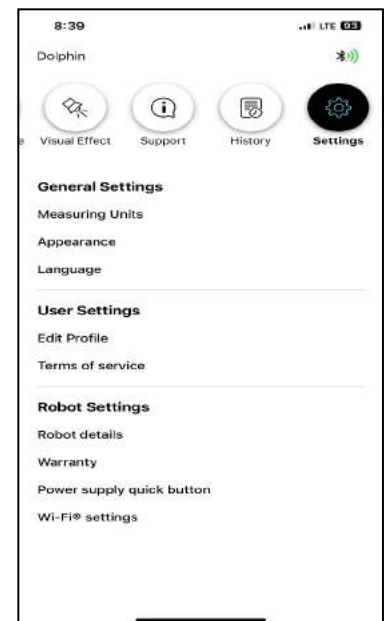 8:39 LTE 93
Dolphin
e Visual Effect Support History Settings
General Settings
Measuring Units
Appearance
Language
User Settings
Edit Profile
Terms of service
Robot Settings
Robot details
Warranty
Power supply quick button
Wi-Fi® settings